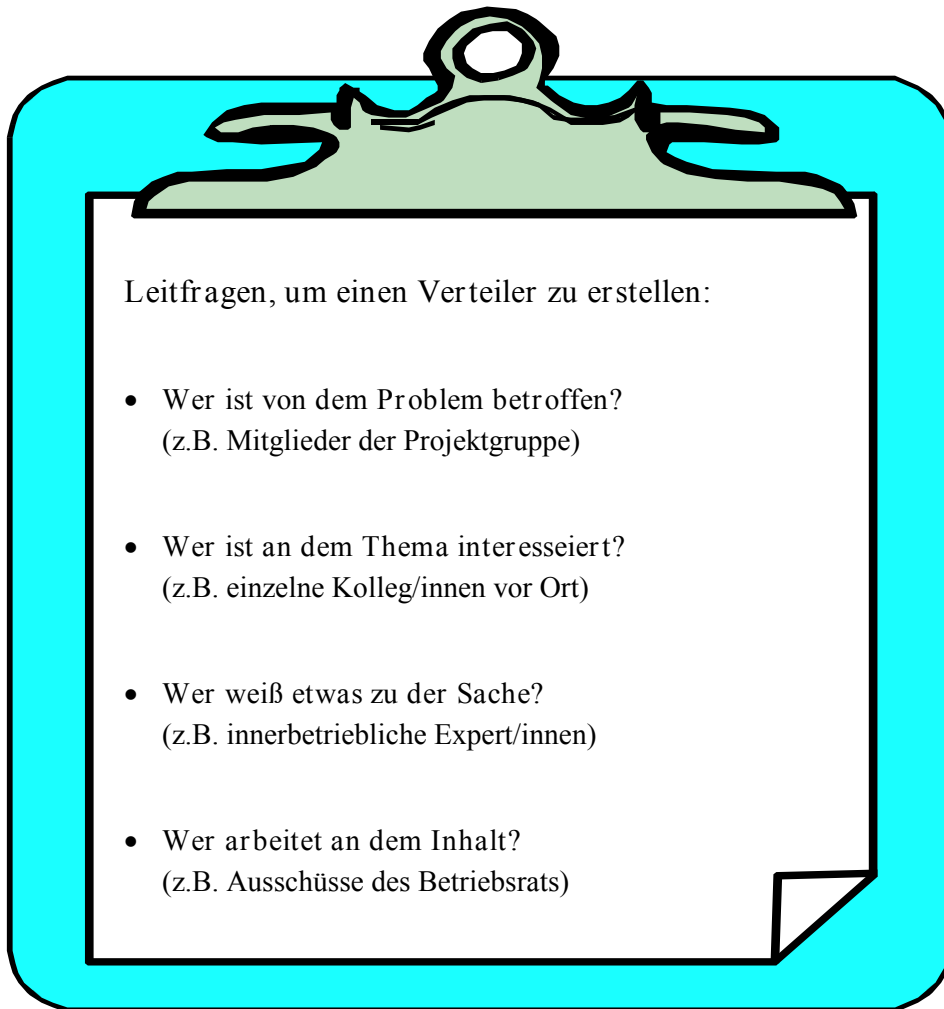 Leitfragen, um einen Verteiler zu erstellen:
• Wer ist von dem Problem betroffen?
(z.B. Mitglieder der Projektgruppe)
• Wer ist an dem Thema interesseiert?
(z.B. einzelne Kolleg/innen vor Ort)
• Wer weiß etwas zu der Sache?
(z.B. innerbetriebliche Expert/innen)
• Wer arbeitet an dem Inhalt?
(z.B. Ausschüsse des Betriebsrats)